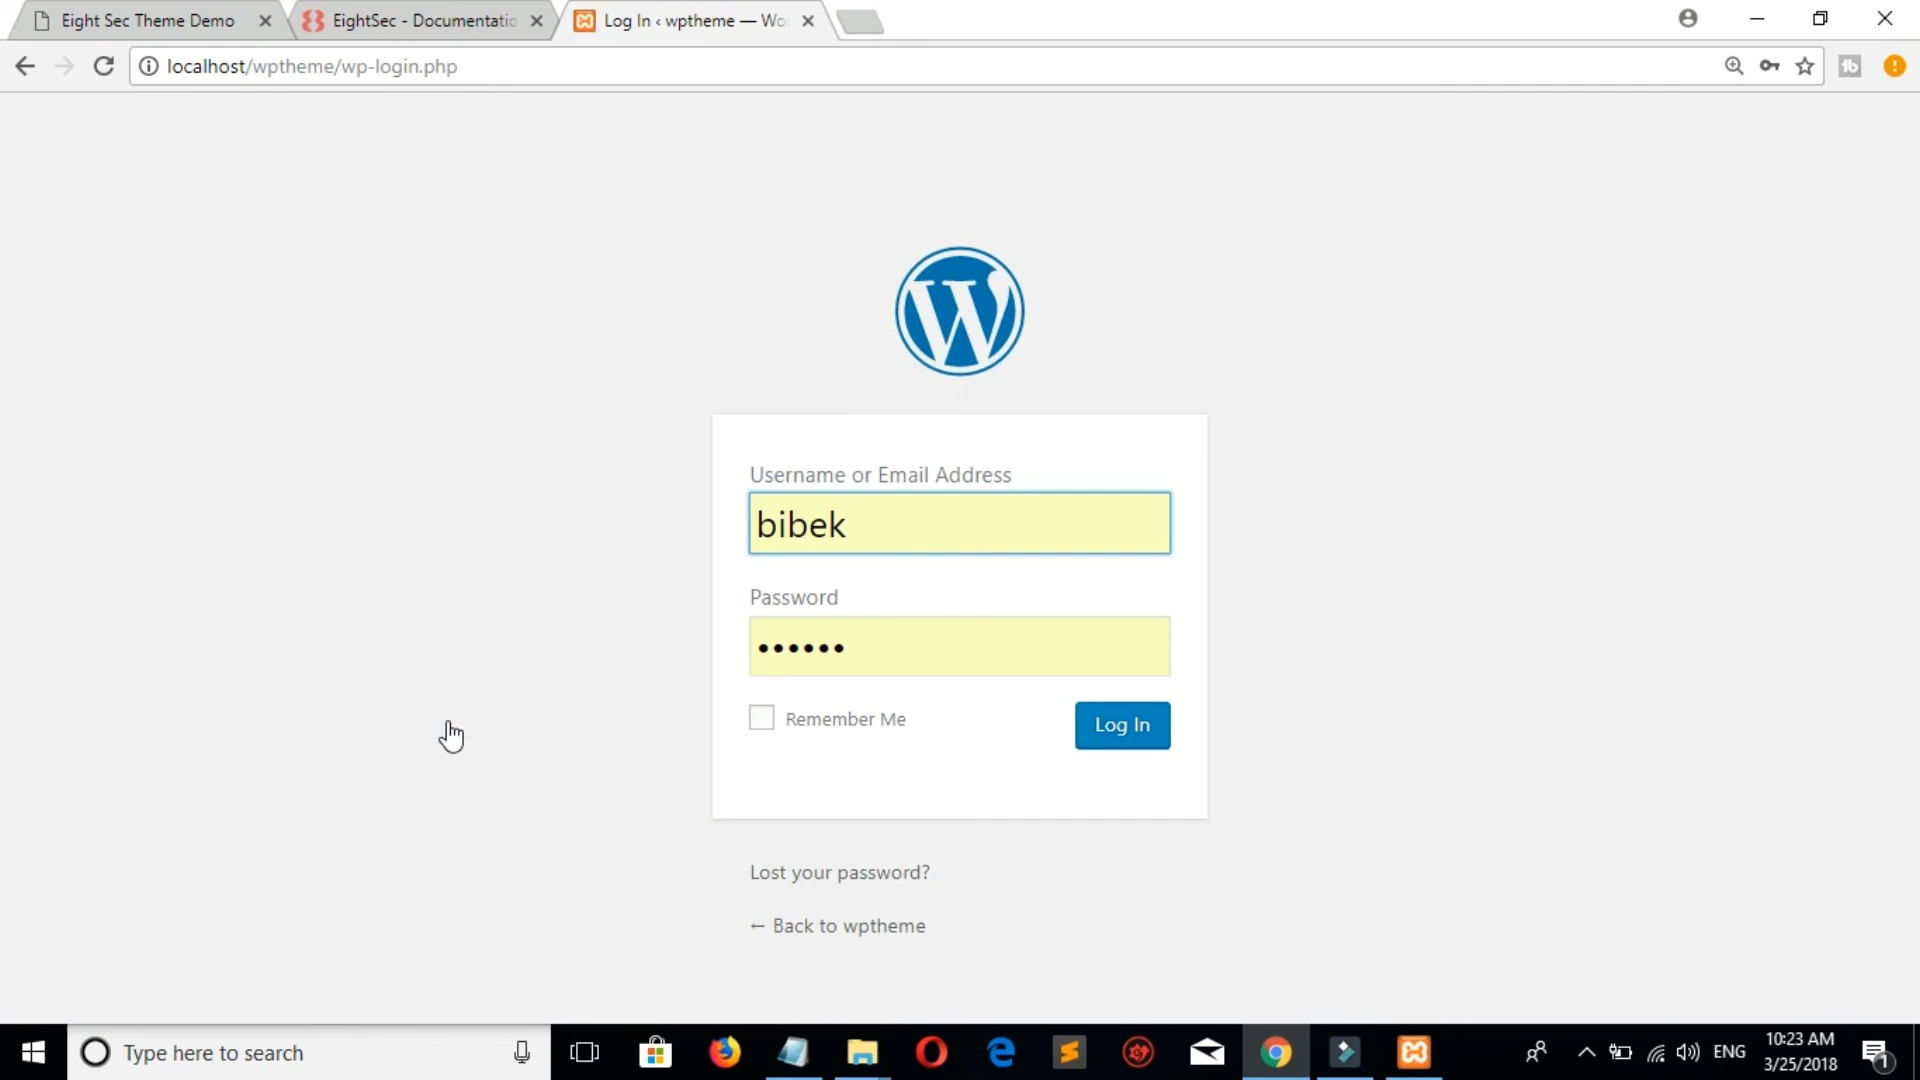 Eight Sec Theme Demo
EightSec - Documentatio
Log In ‹ wptheme — Wo
localhost/wptheme/wp-login.php
Username or Email Address
bibek
Password
••••••
Remember Me
Log In
Lost your password?
← Back to wptheme
Type here to search
ENG
10:23 AM
3/25/2018
1